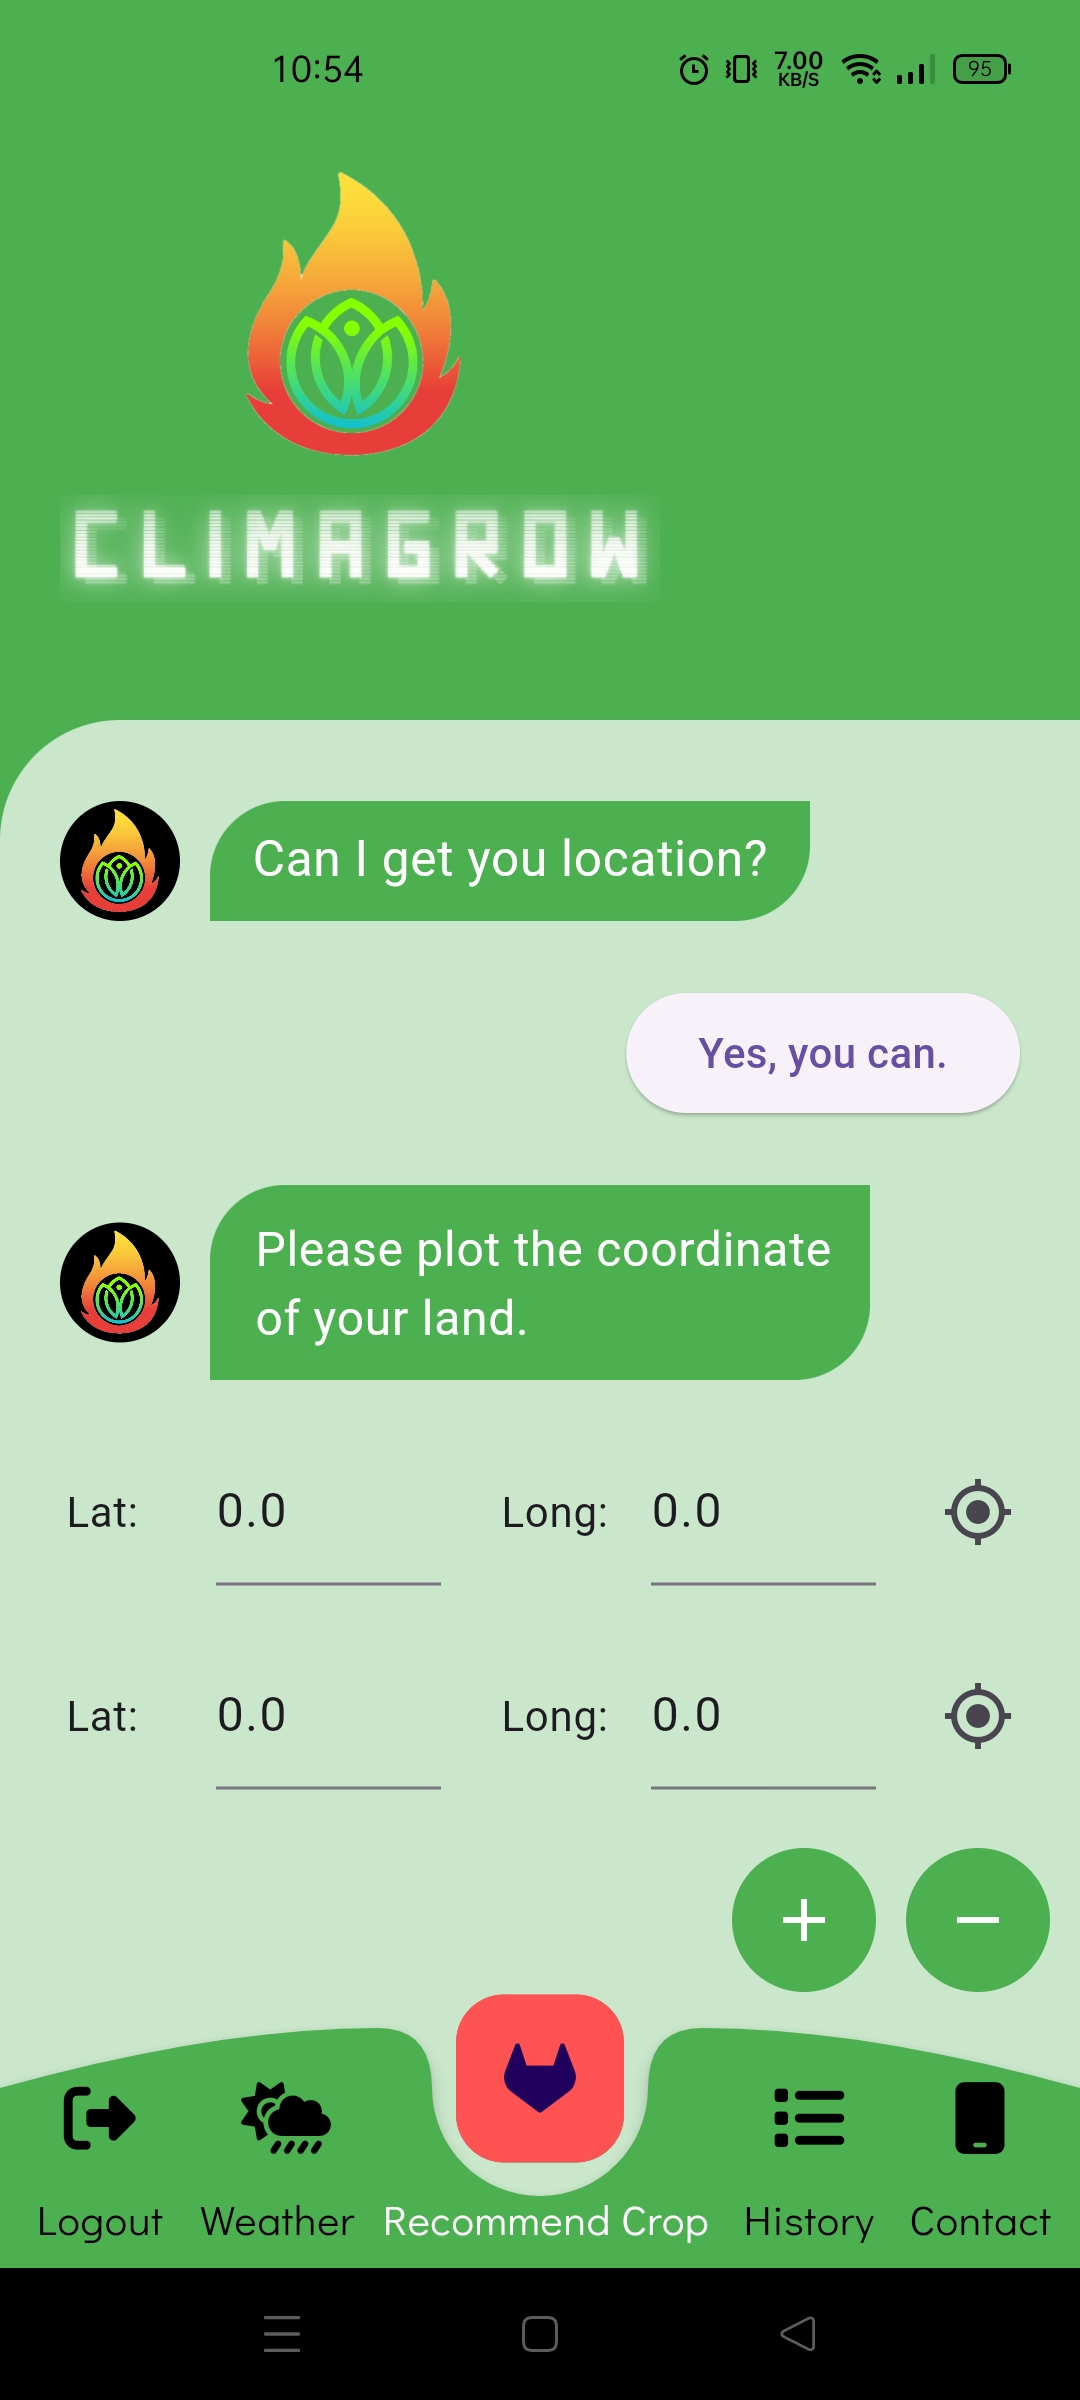 10:54
7.00
KB/S
95
CLIMAGROW
Can I get you location?
Yes, you can.
Please plot the coordinate
of your land.
Lat: 0.0 Long: 0.0
Lat: 0.0 Long: 0.0
Logout Weather Recommend Crop History Contact